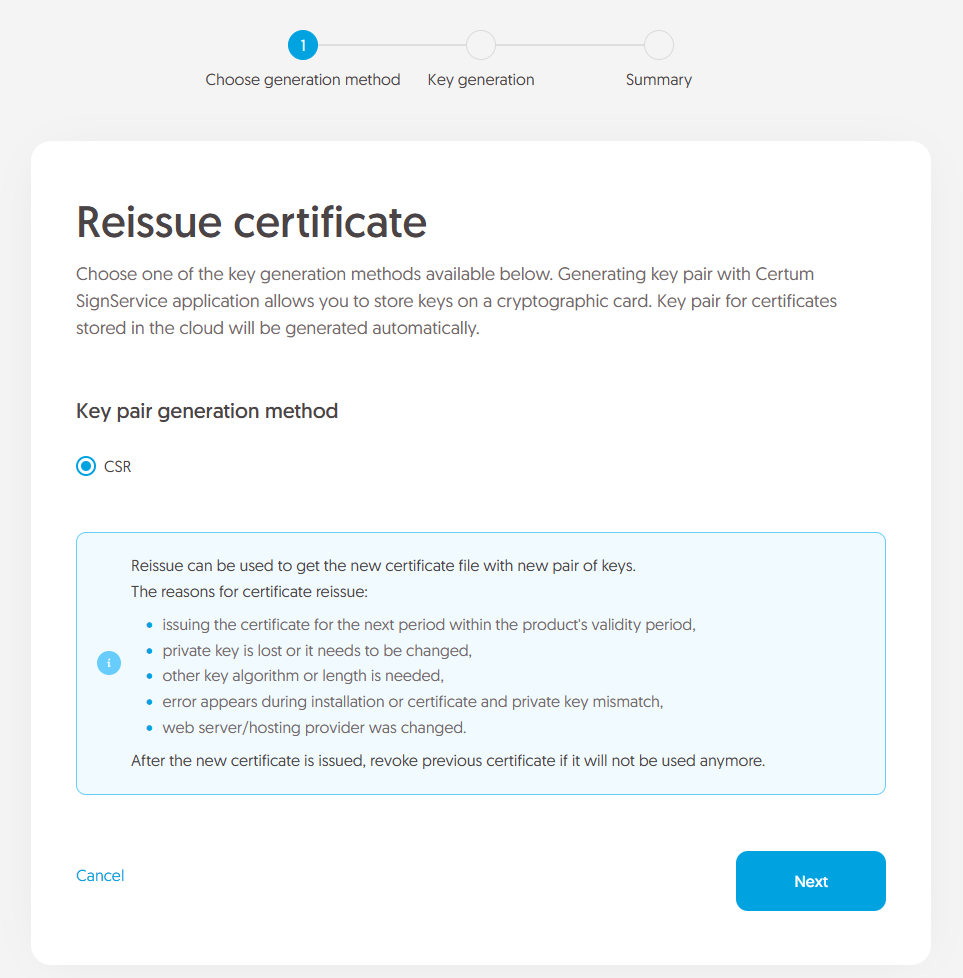 1
Choose generation method
Key generation
Summary
Reissue certificate
Choose one of the key generation methods available below. Generating key pair with Certum
SignService application allows you to store keys on a cryptographic card. Key pair for certificates
stored in the cloud will be generated automatically.
Key pair generation method
CSR
Reissue can be used to get the new certificate file with new pair of keys.
The reasons for certificate reissue:
issuing the certificate for the next period within the product's validity period,
private key is lost or it needs to be changed,
other key algorithm or length is needed,
error appears during installation or certificate and private key mismatch,
web server/hosting provider was changed.
i
After the new certificate is issued, revoke previous certificate if it will not be used anymore.
Cancel
Next